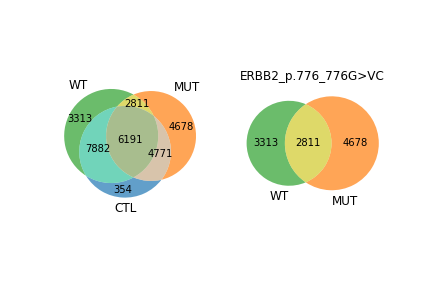 WT
MUT
2811
3313
4678
6191
7882
4771
354
CTL
ERBB2_p.776_776G>VC
3313
2811
4678
WT
MUT